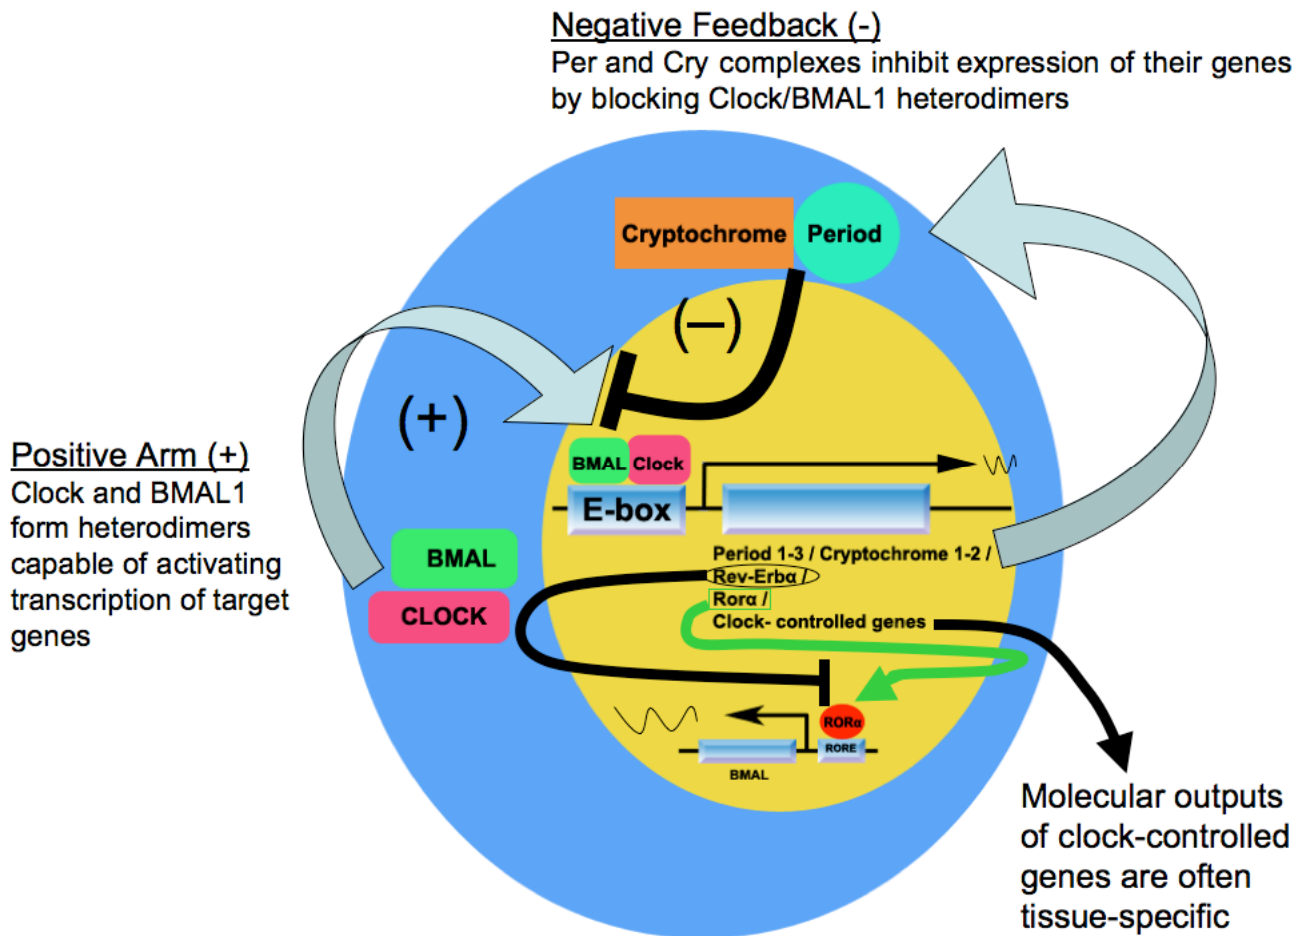 Negative Feedback (-)
Per and Cry complexes inhibit expression of their genes
by blocking Clock/BMAL1 heterodimers
Cryptochrome
Period
(—)
(+)
Positive Arm (+)
Clock and BMAL1
form heterodimers
capable of activating
transcription of target
genes
BMAL
CLOCK
BMAL
Clock
E-box
Period 1-3 / Cryptochrome 1-2 /
Rev-Erbα /
Rorα /
Clock- controlled genes
RORα
RORE
BMAL
Molecular outputs
of clock-controlled
genes are often
tissue-specific